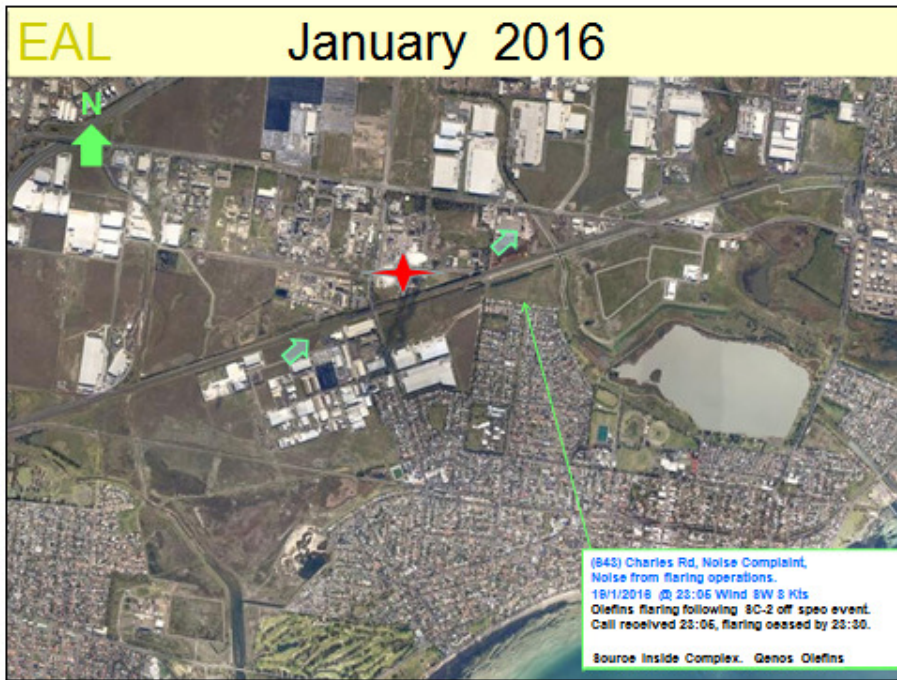 EAL
January 2016
N
(643) Charles Rd, Noise Complaint,
Noise from flaring operations.
19/1/2016 @ 23:05 Wind SW 3 Kts
Olefins flaring following SC-2 off spec event.
Call received 23:05, flaring ceased by 23:30.
Source Inside Complex. Qenos Olefins